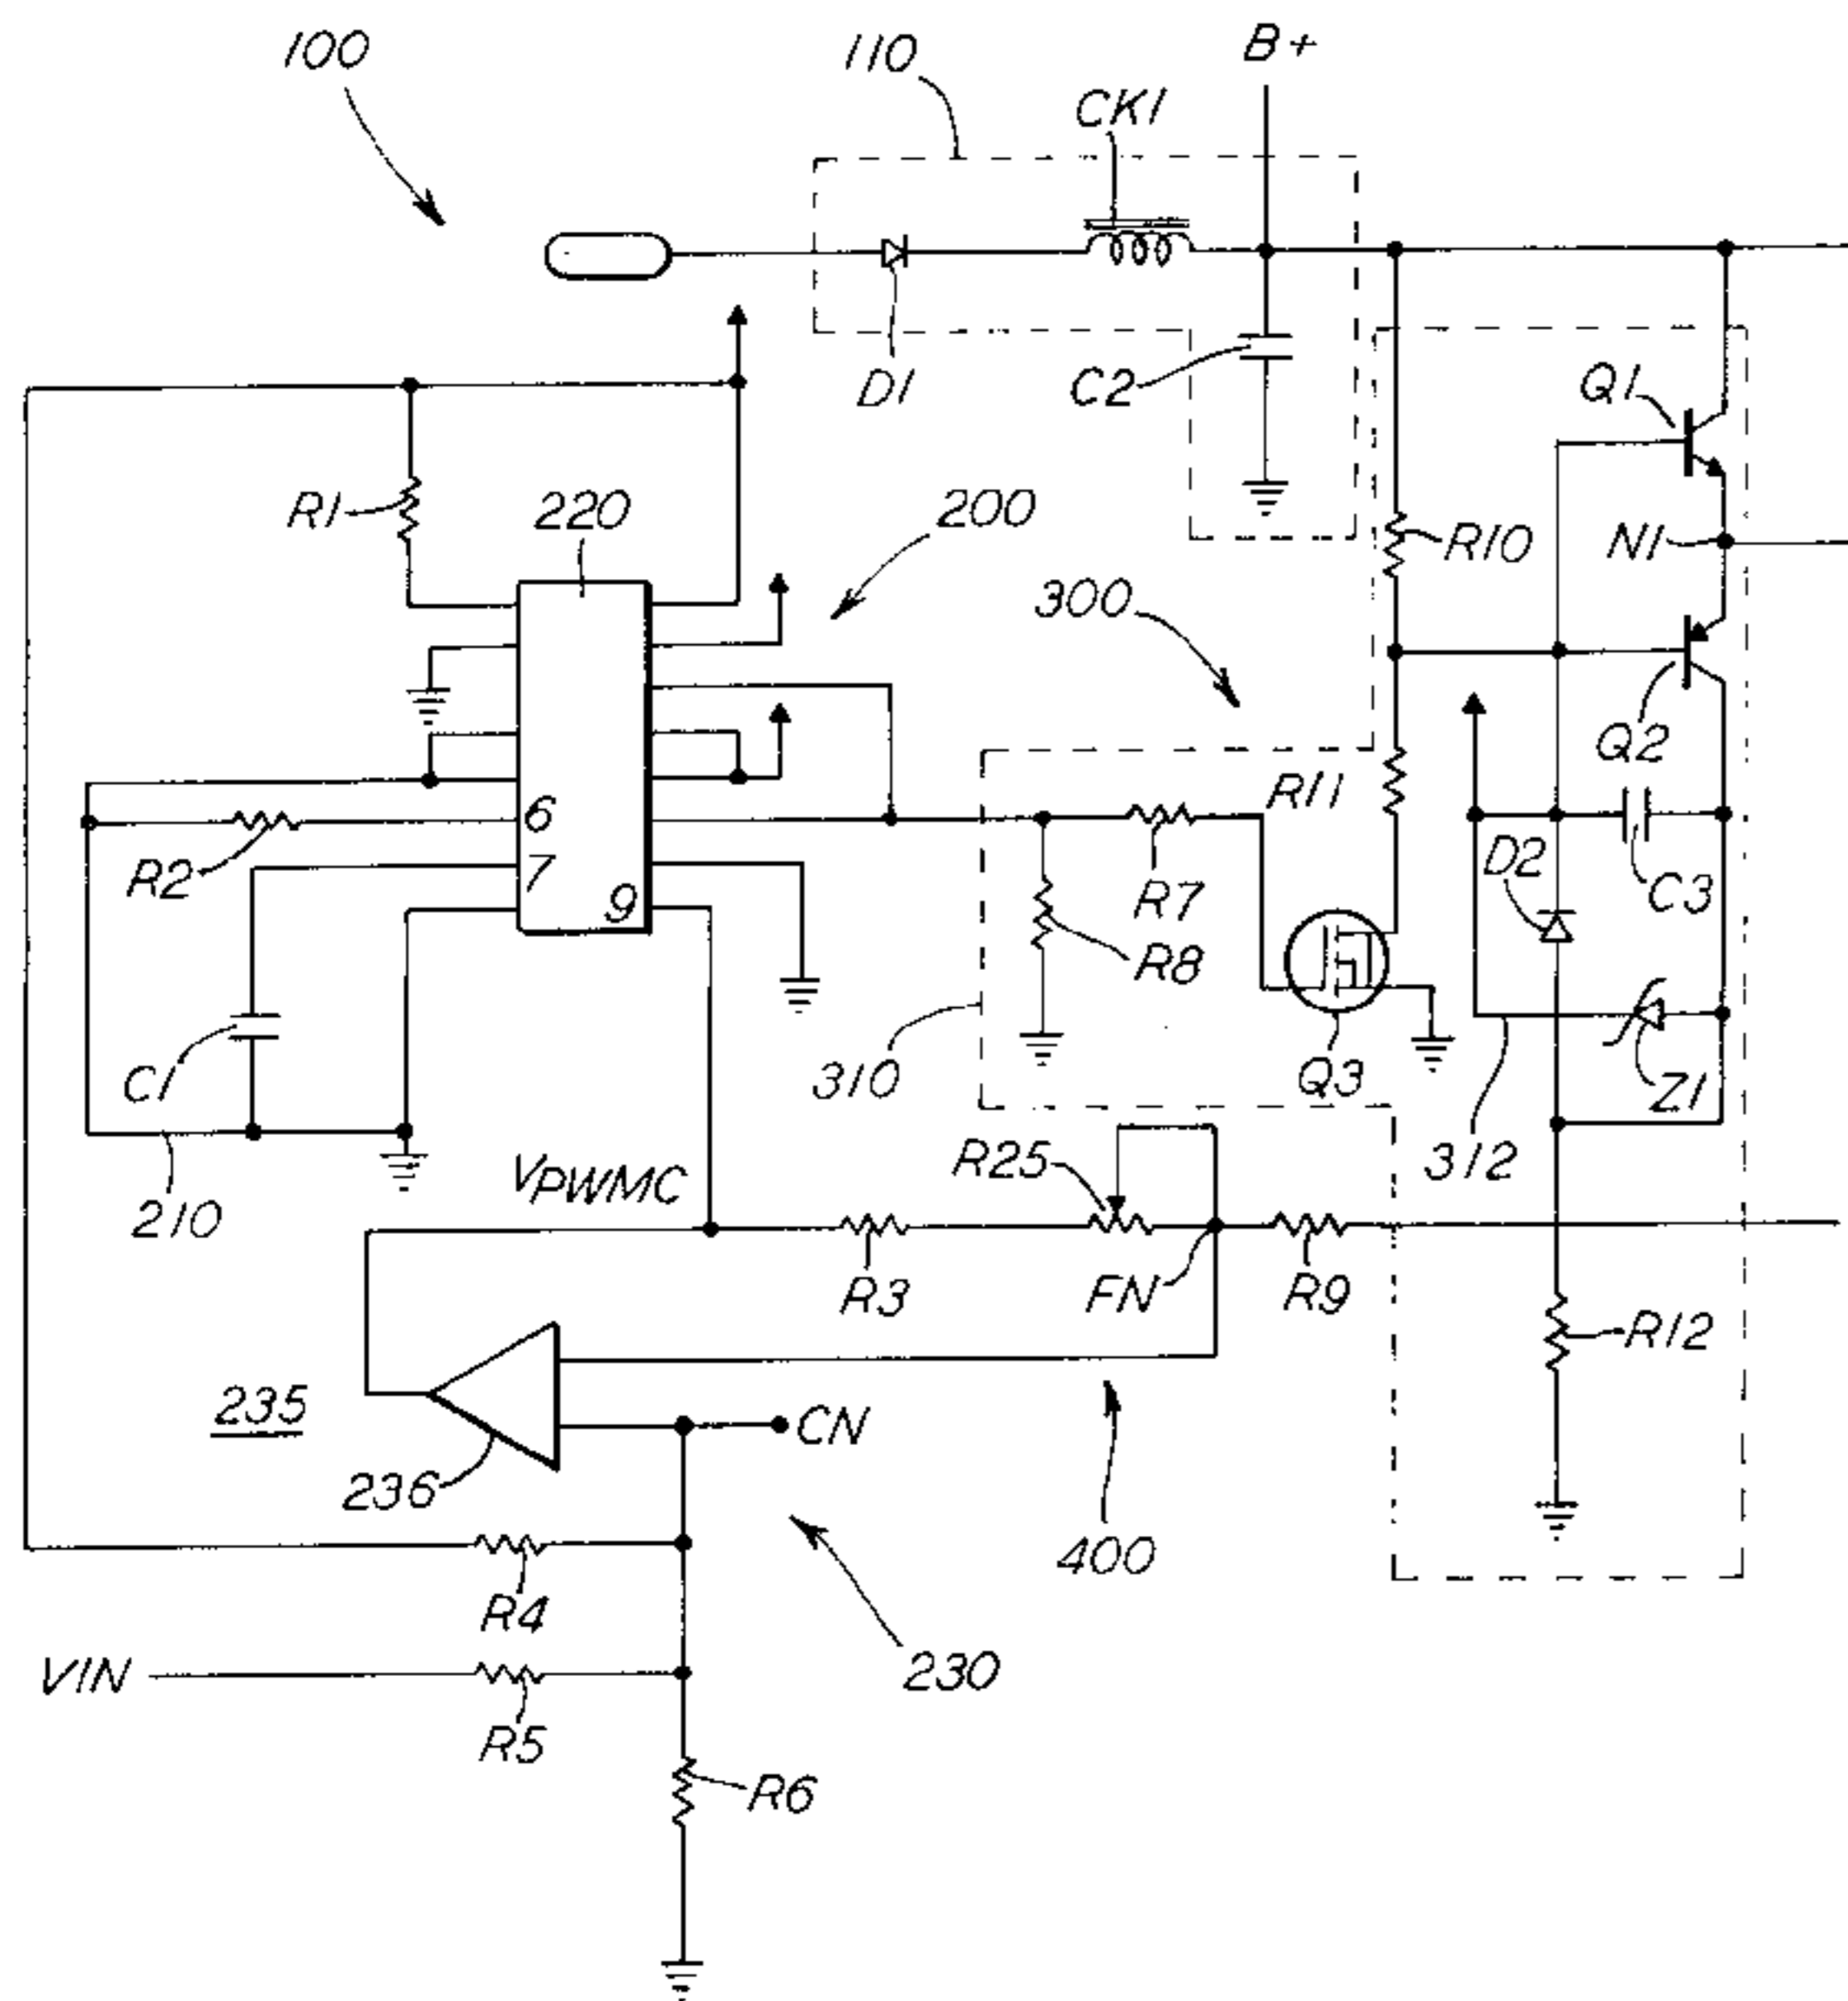 100
110
B+
CK1
D1
C2
Q1
R1
220
200
R10
N1
300
Q2
R11
6
R2
7
D2
9
R7
C3
R8
C1
310
Q3
Z1
312
VPWMC
R25
210
R3
FN
R9
R12
235
CN
236
400
R4
VIN
230
R5
R6